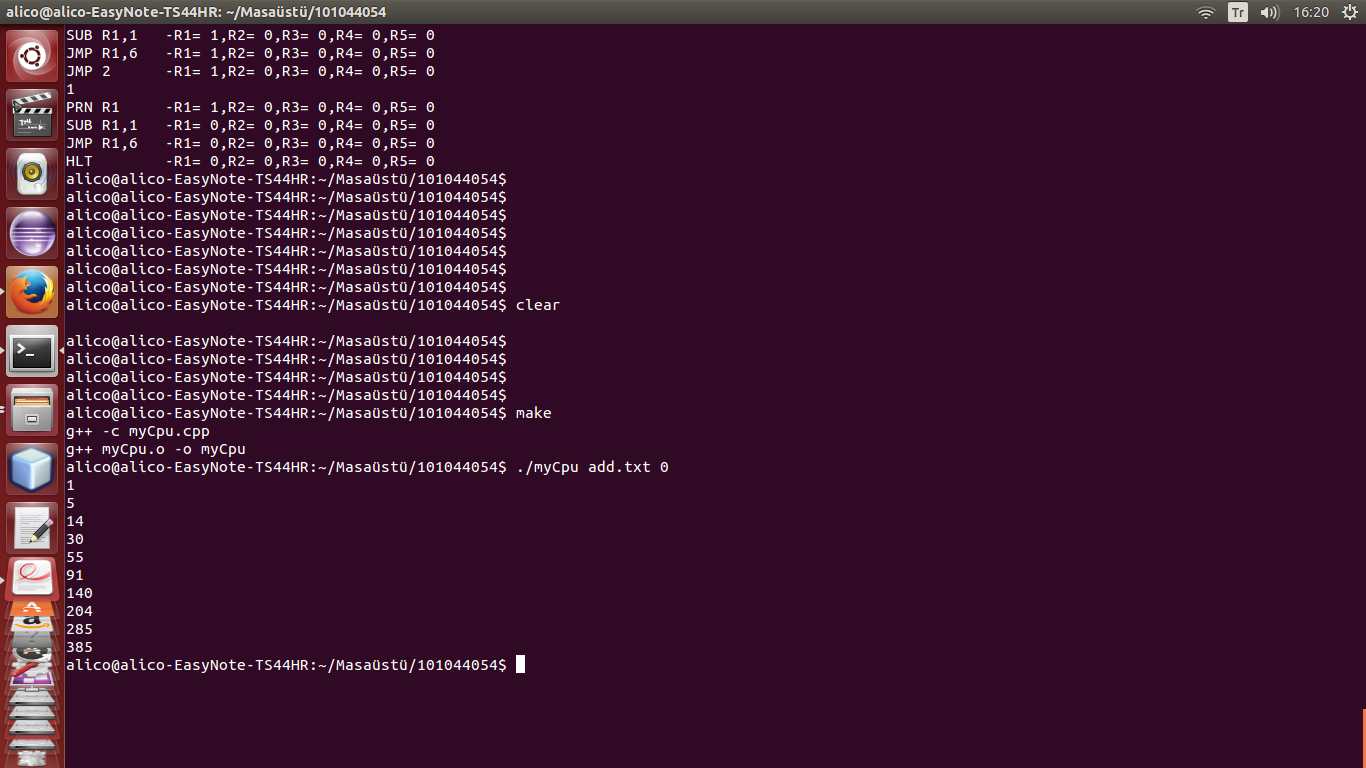 alico@alico-EasyNote-TS44HR: ~/Masaüstü/101044054
Tr
16:20
SUB R1,1   -R1= 1,R2= 0,R3= 0,R4= 0,R5= 0
JMP R1,6   -R1= 1,R2= 0,R3= 0,R4= 0,R5= 0
JMP 2      -R1= 1,R2= 0,R3= 0,R4= 0,R5= 0
1
PRN R1     -R1= 1,R2= 0,R3= 0,R4= 0,R5= 0
SUB R1,1   -R1= 0,R2= 0,R3= 0,R4= 0,R5= 0
JMP R1,6   -R1= 0,R2= 0,R3= 0,R4= 0,R5= 0
HLT        -R1= 0,R2= 0,R3= 0,R4= 0,R5= 0
alico@alico-EasyNote-TS44HR:~/Masaüstü/101044054$
alico@alico-EasyNote-TS44HR:~/Masaüstü/101044054$
alico@alico-EasyNote-TS44HR:~/Masaüstü/101044054$
alico@alico-EasyNote-TS44HR:~/Masaüstü/101044054$
alico@alico-EasyNote-TS44HR:~/Masaüstü/101044054$
alico@alico-EasyNote-TS44HR:~/Masaüstü/101044054$
alico@alico-EasyNote-TS44HR:~/Masaüstü/101044054$
alico@alico-EasyNote-TS44HR:~/Masaüstü/101044054$ clear
alico@alico-EasyNote-TS44HR:~/Masaüstü/101044054$
alico@alico-EasyNote-TS44HR:~/Masaüstü/101044054$
alico@alico-EasyNote-TS44HR:~/Masaüstü/101044054$
alico@alico-EasyNote-TS44HR:~/Masaüstü/101044054$
alico@alico-EasyNote-TS44HR:~/Masaüstü/101044054$ make
g++ -c myCpu.cpp
g++ myCpu.o -o myCpu
alico@alico-EasyNote-TS44HR:~/Masaüstü/101044054$ ./myCpu add.txt 0
1
5
14
30
55
91
140
204
285
385
alico@alico-EasyNote-TS44HR:~/Masaüstü/101044054$